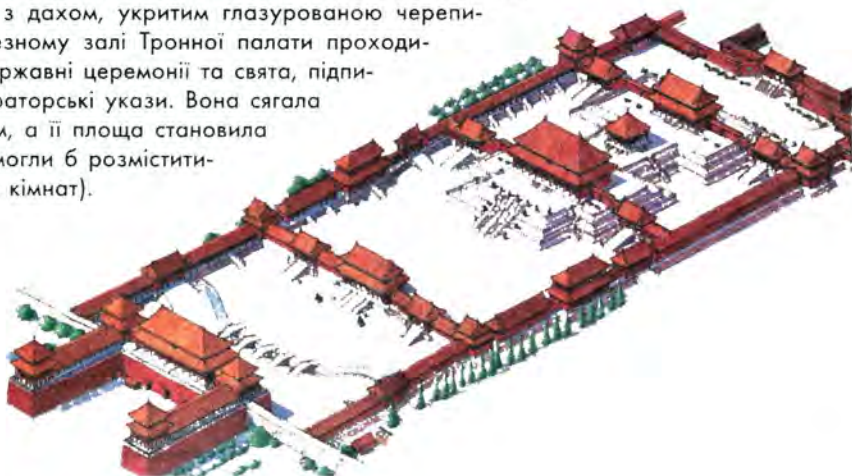 з дахом, укритим глазурованою черепи-
езному залі Тронної палати проходи-
ржавні церемонії та свята, підпи-
раторські укази. Вона сягала
м, а її площа становила
могли б розмістити-
кімнат).